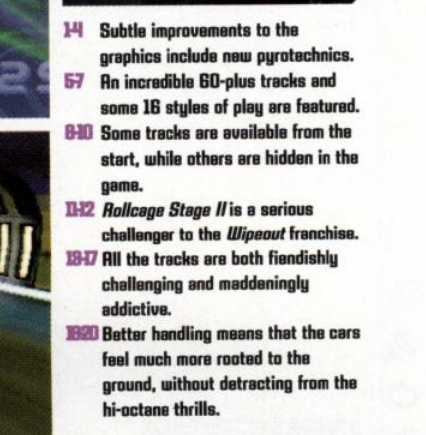 1-4 Subtle improvements to the
graphics include new pyrotechnics.
5-7 An incredible 60-plus tracks and
some 16 styles of play are featured.
8-10 Some tracks are available from the
start, while others are hidden in the
game.
11-12 Rollcage Stage II is a serious
challenger to the Wipeout franchise.
13-17 All the tracks are both fiendishly
challenging and maddeningly
addictive.
18-20 Better handling means that the cars
feel much more rooted to the
ground, without detracting from the
hi-octane thrills.